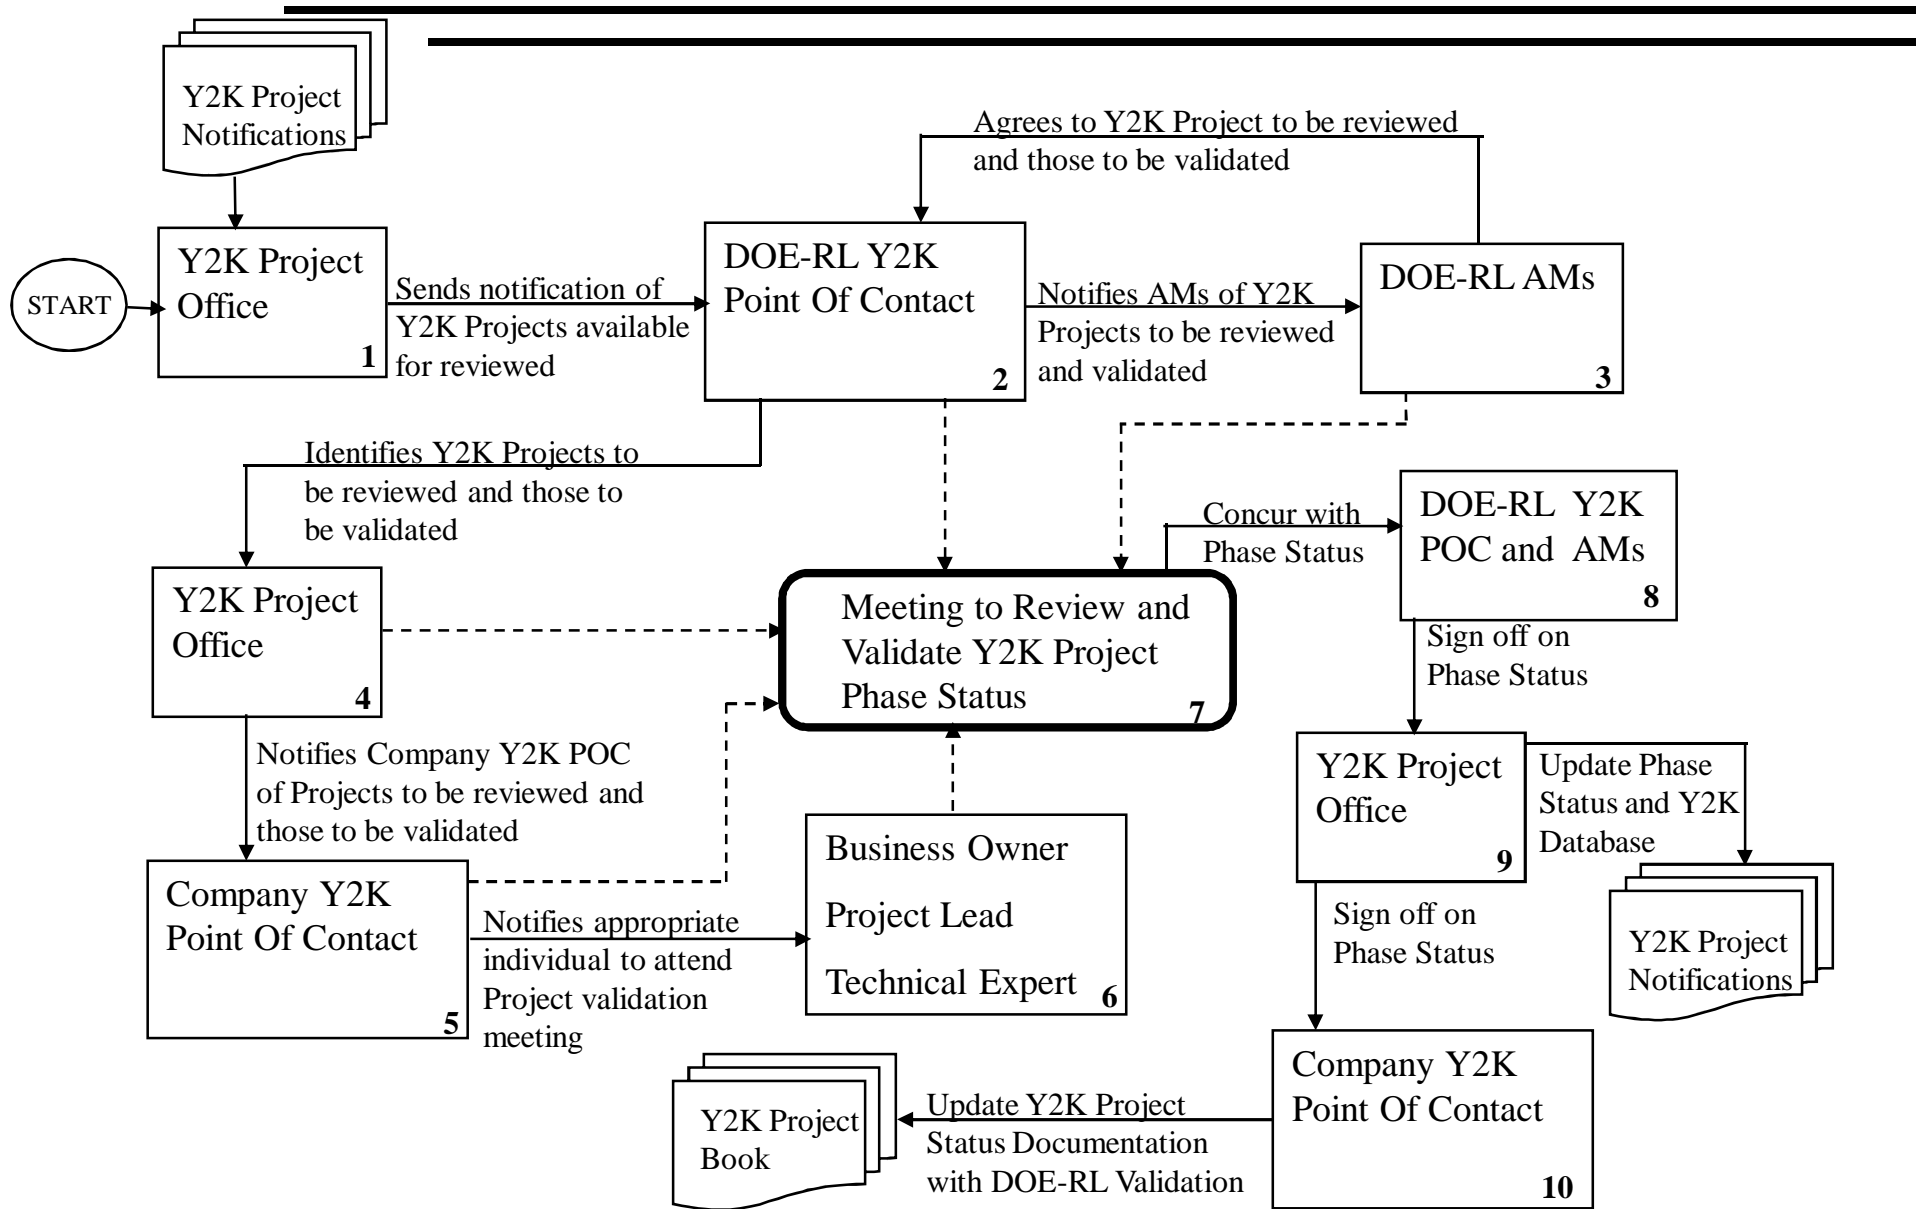 Y2K Project
Notifications
START
Y2K Project
Office
1
Sends notification of
Y2K Projects available
for reviewed
DOE-RL Y2K
Point Of Contact
2
Agrees to Y2K Project to be reviewed
and those to be validated
Notifies AMs of Y2K
Projects to be reviewed
and validated
DOE-RL AMs
3
Identifies Y2K Projects to
be reviewed and those to
be validated
Y2K Project
Office
4
Notifies Company Y2K POC
of Projects to be reviewed and
those to be validated
Company Y2K
Point Of Contact
5
Notifies appropriate
individual to attend
Project validation
meeting
Business Owner
Project Lead
Technical Expert
6
Meeting to Review and
Validate Y2K Project
Phase Status
7
Concur with
Phase Status
DOE-RL Y2K
POC and AMs
8
Sign off on
Phase Status
Y2K Project
Office
9
Update Phase
Status and Y2K
Database
Y2K Project
Notifications
Sign off on
Phase Status
Company Y2K
Point Of Contact
10
Update Y2K Project
Status Documentation
with DOE-RL Validation
Y2K Project
Book